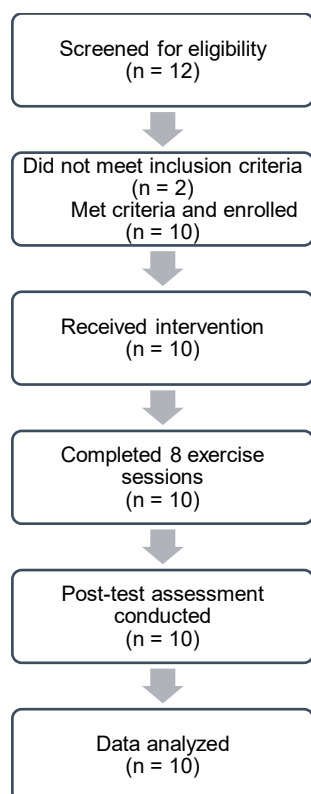 Screened for eligibility
(n = 12)
Did not meet inclusion criteria
(n = 2)
Met criteria and enrolled
(n = 10)
Received intervention
(n = 10)
Completed 8 exercise
sessions
(n = 10)
Post-test assessment
conducted
(n = 10)
Data analyzed
(n = 10)